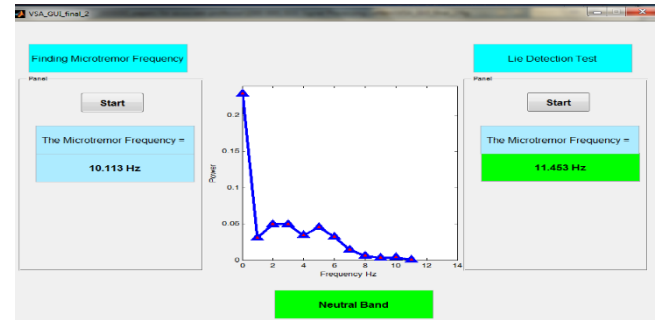 VSA_GUI_final_2
Finding Microtremor Frequency
Lie Detection Test
Panel
Start
The Microtremor Frequency =
10.113 Hz
Panel
Start
The Microtremor Frequency =
11.453 Hz
Power
0.2
0.15
0.1
0.05
0
0 2 4 6 8 10 12 14
Frequency Hz
Neutral Band